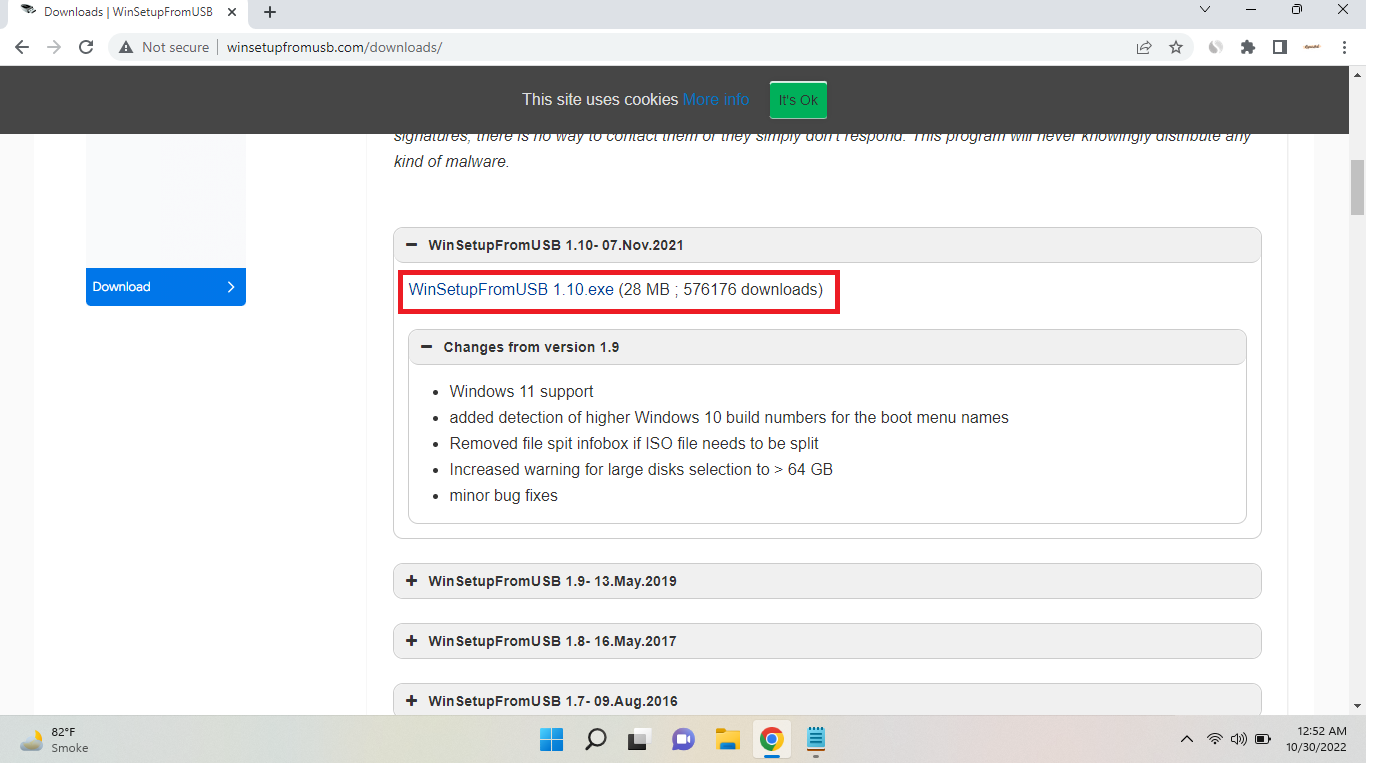 Downloads | WinSetupFromUSB
Not secure
winsetupfromusb.com/downloads/
This site uses cookies More info
It's Ok
signatures, there is no way to contact them or they simply don't respond. This program will never knowingly distribute any
kind of malware.
Download
WinSetupFromUSB 1.10- 07.Nov.2021
WinSetupFromUSB 1.10.exe (28 MB ; 576176 downloads)
Changes from version 1.9
Windows 11 support
added detection of higher Windows 10 build numbers for the boot menu names
Removed file spit infobox if ISO file needs to be split
Increased warning for large disks selection to > 64 GB
minor bug fixes
WinSetupFromUSB 1.9- 13.May.2019
WinSetupFromUSB 1.8- 16.May.2017
WinSetupFromUSB 1.7- 09.Aug.2016
82°F
Smoke
12:52 AM
10/30/2022